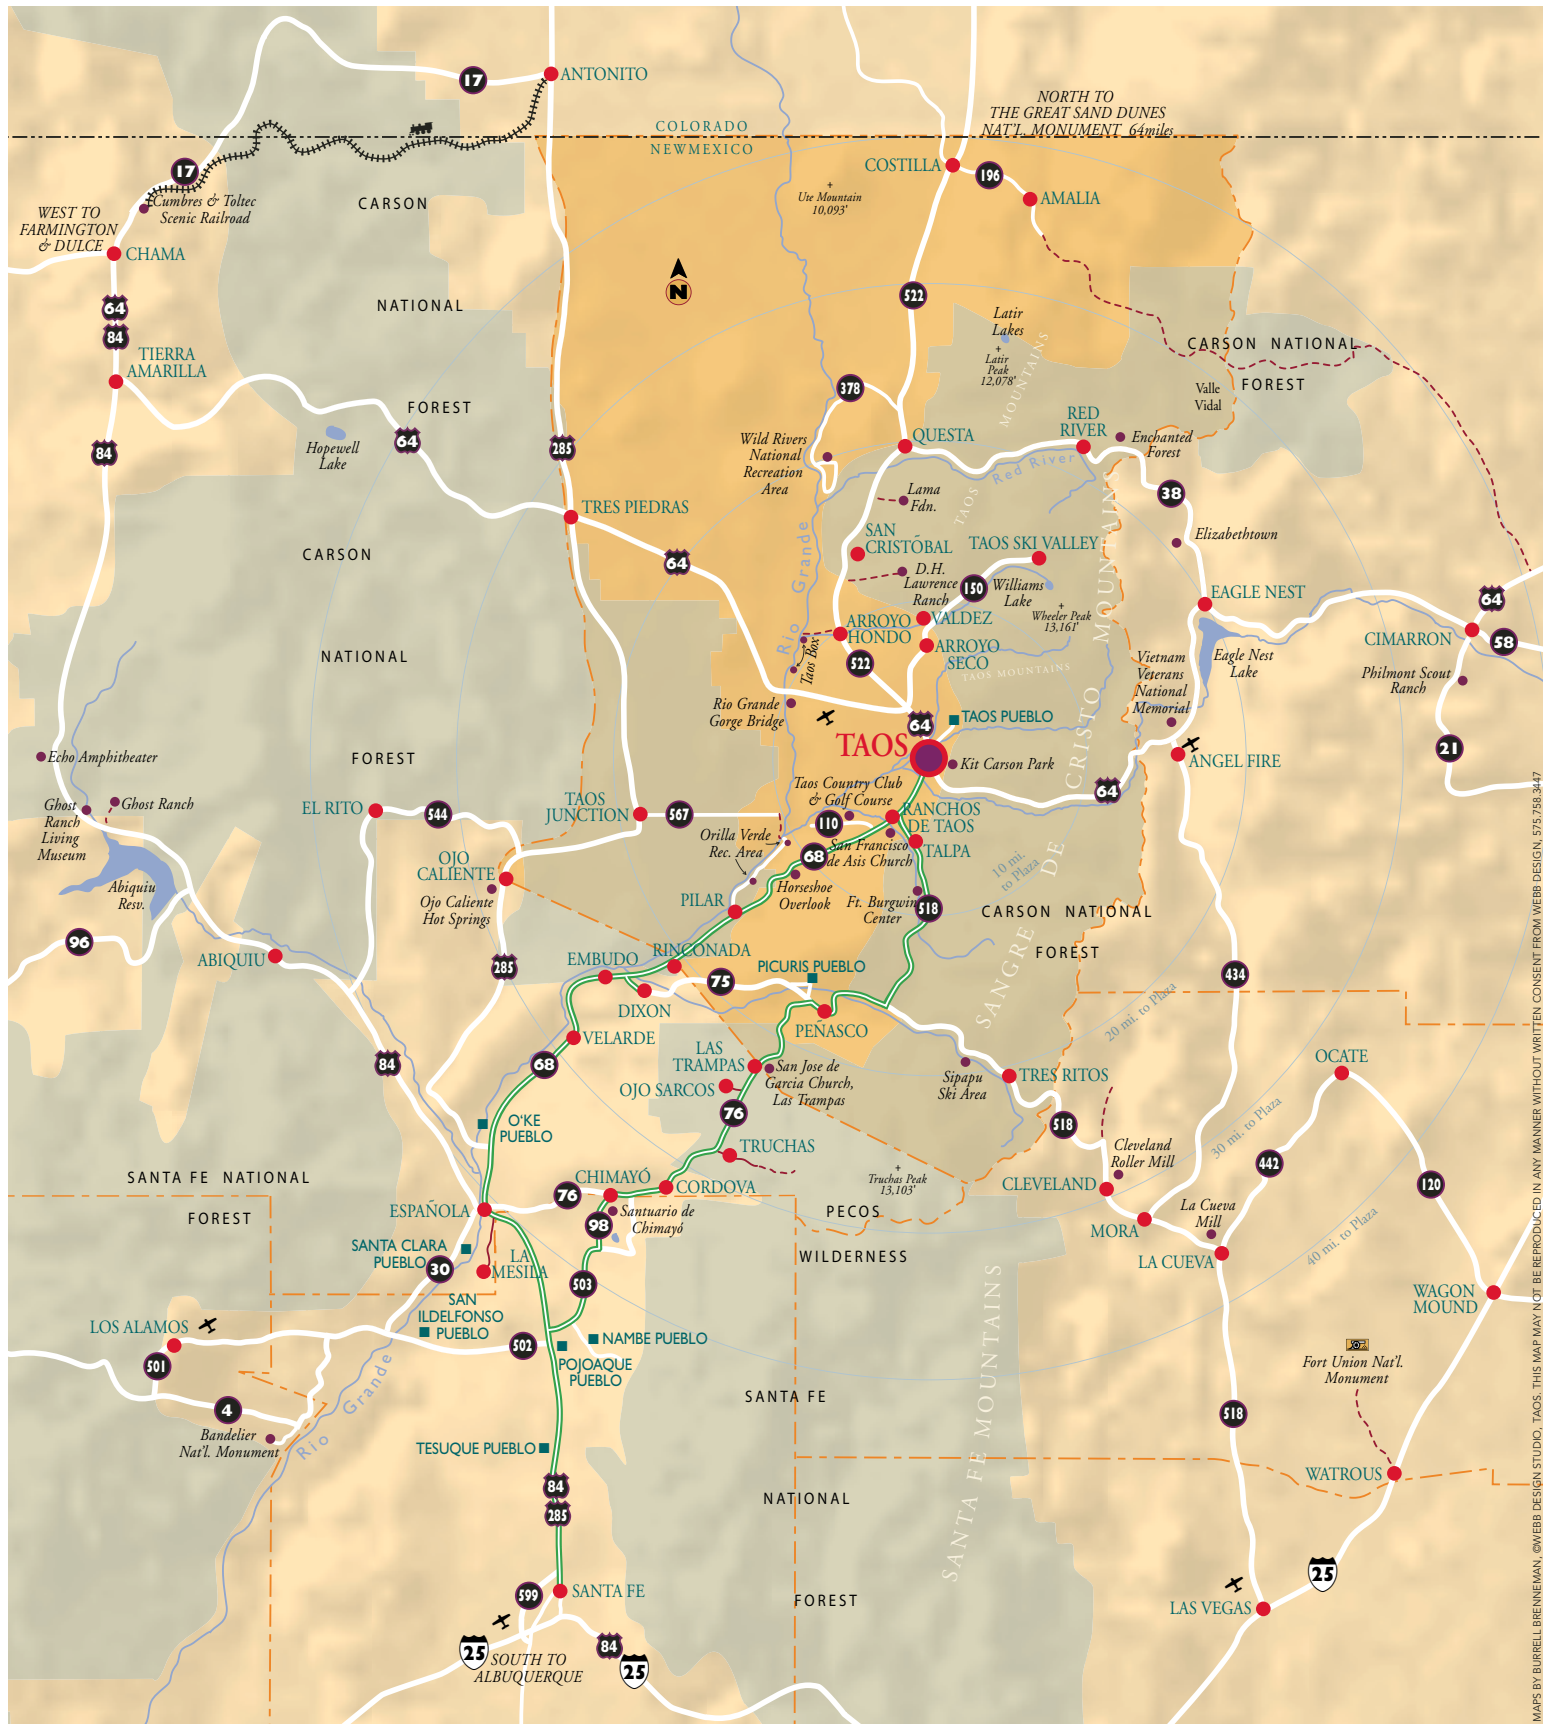 17
ANTONITO
NORTH TO
THE GREAT SAND DUNES
NAT'L. MONUMENT 64miles
COLORADO
NEWMEXICO
COSTILLA
196
AMALIA
17
Cumbres & Toltec
Scenic Railroad
CARSON
+
Ute Mountain
10,093'
WEST TO
FARMINGTON
& DULCE
CHAMA
N
64
84
NATIONAL
522
Latir
Lakes
+
Latir
Peak
12,078'
MOUNTAINS
CARSON NATIONAL
FOREST
Valle
Vidal
TIERRA
AMARILLA
378
FOREST
RED
RIVER
QUESTA
Enchanted
Forest
Hopewell
Lake
64
84
285
Wild Rivers
National
Recreation
Area
Red River
38
Lama
Fdn.
TAOS
TRES PIEDRAS
Elizabethtown
SAN
CRISTÓBAL
TAOS SKI VALLEY
CARSON
64
Rio Grande
D.H.
Lawrence
Ranch
150
Williams
Lake
+
Wheeler Peak
13,161'
EAGLE NEST
64
ARROYO
HONDO
VALDEZ
CIMARRON
58
ARROYO
SECO
522
Taos Box
TAOS MOUNTAINS
NATIONAL
Vietnam
Veterans
National
Memorial
Eagle Nest
Lake
Philmont Scout
Ranch
Rio Grande
Gorge Bridge
64
TAOS PUEBLO
TAOS
Kit Carson Park
ANGEL FIRE
21
Echo Amphitheater
FOREST
64
Taos Country Club
& Golf Course
Ghost
Ranch
Living
Museum
Ghost Ranch
EL RITO
544
TAOS
JUNCTION
567
RANCHOS
DE TAOS
110
Orilla Verde
Rec. Area
68
San Francisco
de Asis Church
TALPA
10 mi.
to Plaza
OJO
CALIENTE
Abiquiu
Resv.
Ojo Caliente
Hot Springs
PILAR
Horseshoe
Overlook
Ft. Burgwin
Center
518
CARSON NATIONAL
FOREST
SANGRE DE CRISTO MOUNTAINS
96
ABIQUIU
285
EMBUDO
RINCONADA
75
PICURIS PUEBLO
434
DIXON
PEÑASCO
20 mi. to Plaza
VELARDE
68
84
LAS
TRAMPAS
San Jose de
Garcia Church,
Las Trampas
OJO SARCOS
76
Sipapu
Ski Area
TRES RITOS
OCATE
518
30 mi. to Plaza
O'KE
PUEBLO
TRUCHAS
Cleveland
Roller Mill
442
120
SANTA FE NATIONAL
FOREST
+
Truchas Peak
13,103'
CHIMAYÓ
CORDOVA
76
CLEVELAND
ESPAÑOLA
98
Santuario de
Chimayó
PECOS
MORA
La Cueva
Mill
40 mi. to Plaza
SANTA CLARA
PUEBLO
30
LA
MESILA
WILDERNESS
LA CUEVA
503
WAGON
MOUND
SAN
ILDELFONSO
PUEBLO
LOS ALAMOS
502
NAMBE PUEBLO
POJOAQUE
PUEBLO
501
Fort Union Nat'l.
Monument
SANTA FE
4
Rio Grande
518
Bandelier
Nat'l. Monument
TESUQUE PUEBLO
SANTA FE MOUNTAINS
WATROUS
84
285
NATIONAL
25
599
SANTA FE
FOREST
LAS VEGAS
25
SOUTH TO
ALBUQUERQUE
84
25
MAPS BY BURRELL BRENNEMAN, ©WEBB DESIGN STUDIO, TAOS. THIS MAP MAY NOT BE REPRODUCED IN ANY MANNER WITHOUT WRITTEN CONSENT FROM WEBB DESIGN, 575.758.3447